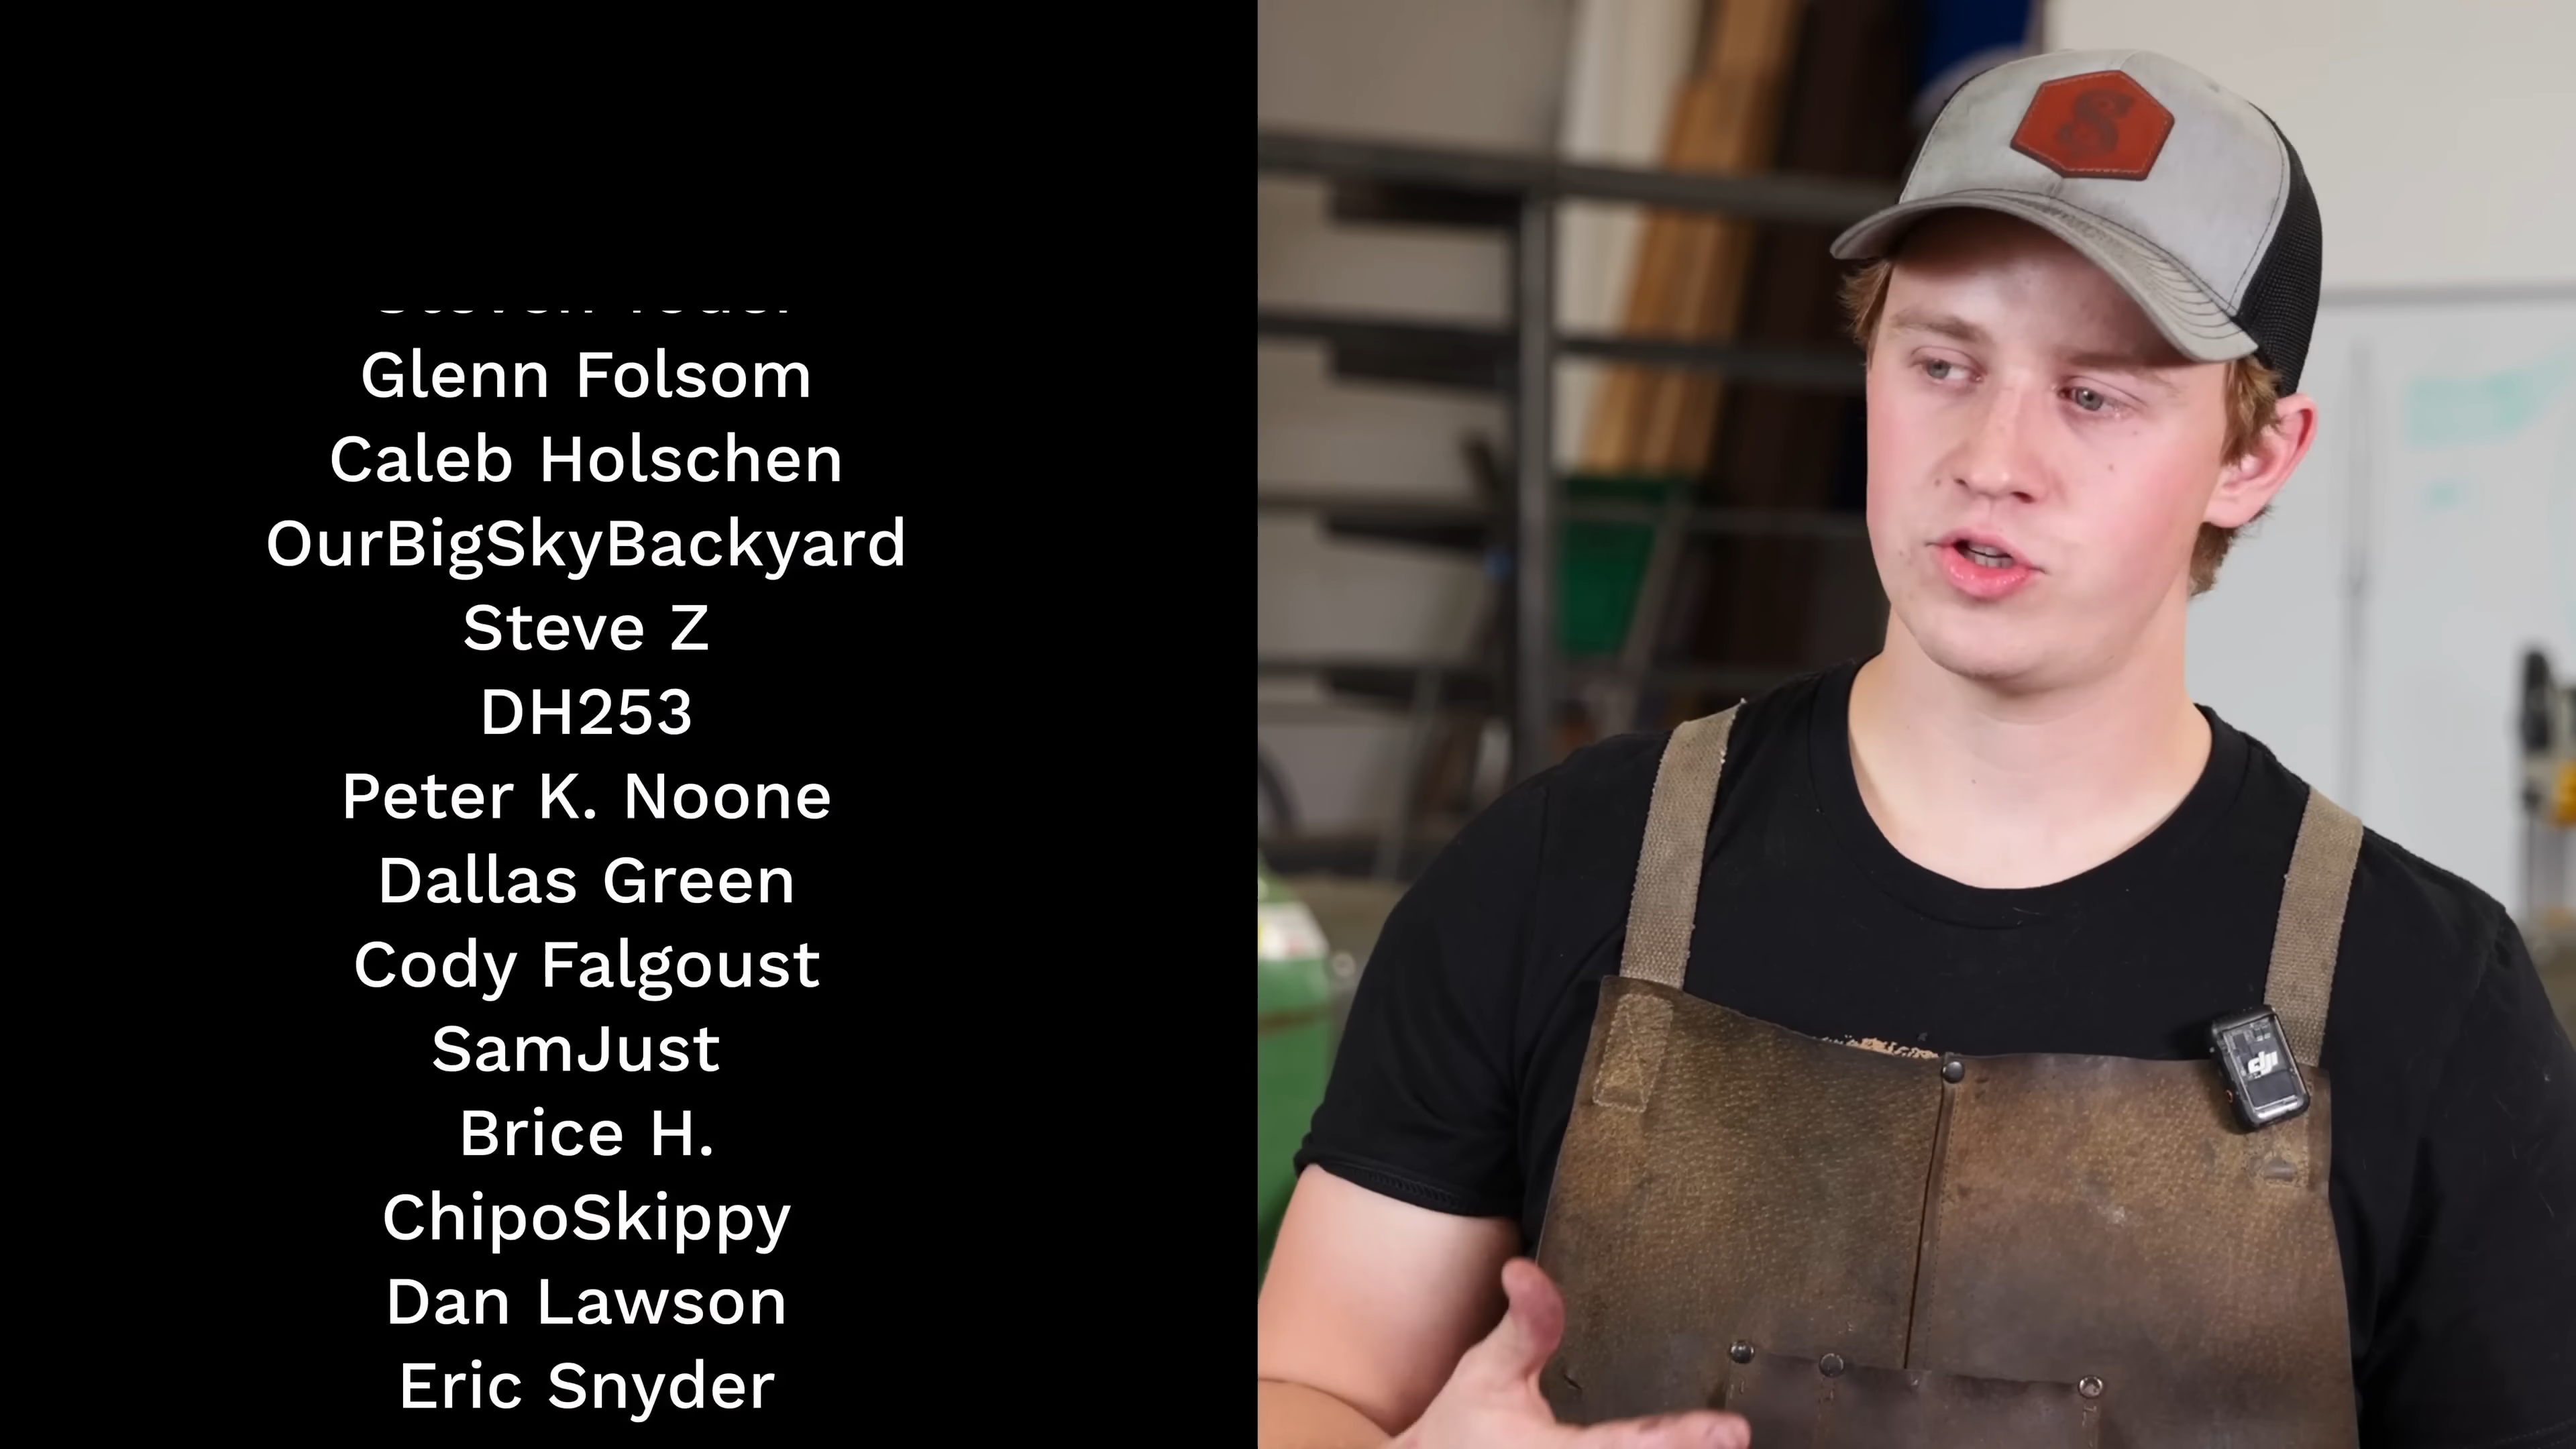 Glenn Folsom
Caleb Holschen
OurBigSkyBackyard
Steve Z
DH253
Peter K. Noone
Dallas Green
Cody Falgoust
SamJust
Brice H.
ChipoSkippy
Dan Lawson
Eric Snyder
S
dji